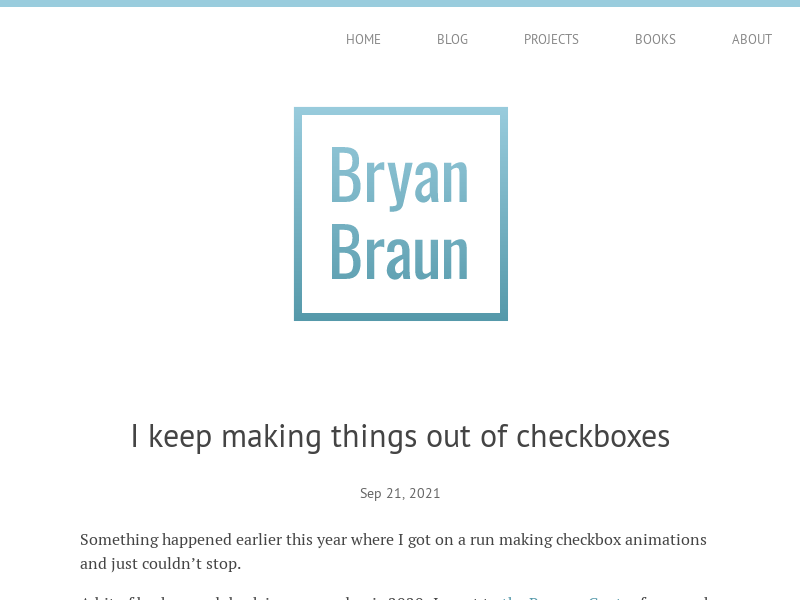 HOME BLOG PROJECTS BOOKS ABOUT
Bryan
Braun
I keep making things out of checkboxes
Sep 21, 2021
Something happened earlier this year where I got on a run making checkbox animations
and just couldn’t stop.